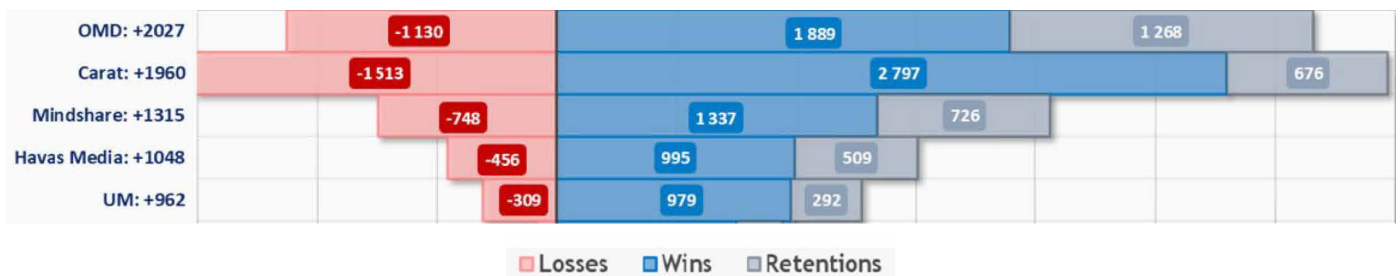 OMD: +2027 -1 130 1 889 1 268
Carat: +1960 -1 513 2 797 676
Mindshare: +1315 -748 1 337 726
Havas Media: +1048 -456 995 509
UM: +962 -309 979 292
Losses Wins Retentions